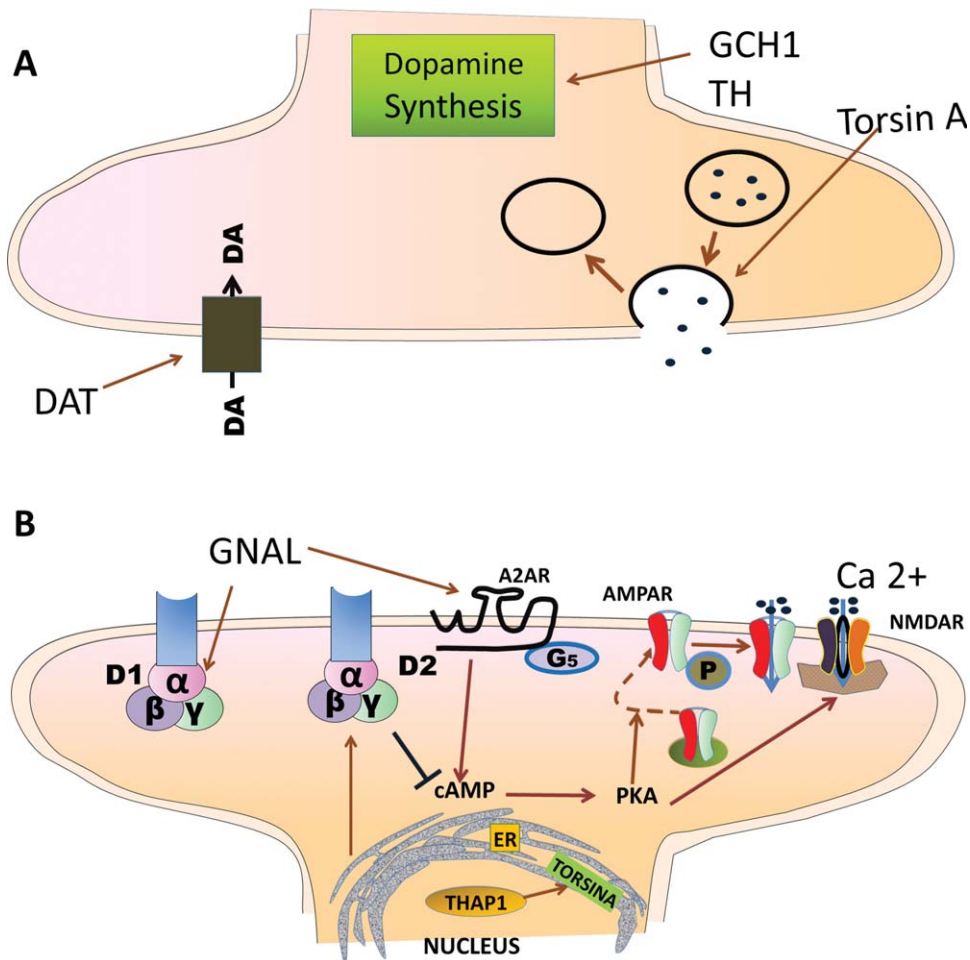 A
Dopamine
Synthesis
GCH1
TH
Torsin A
DA
DAT
DA
B
GNAL
A2AR
AMPAR
Ca 2+
NMDAR
D1
α
β
γ
α
β
γ
D2
G5
P
cAMP
PKA
ER
TORSINA
THAP1
NUCLEUS